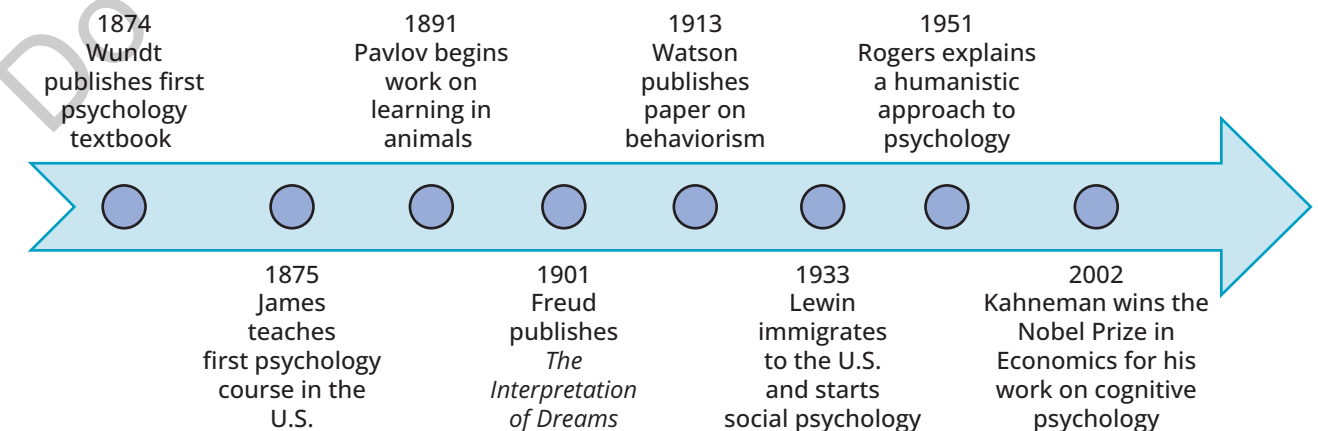 1874
Wundt
publishes first
psychology
textbook
1875
James
teaches
first psychology
course in the
U.S.
1891
Pavlov begins
work on
learning in
animals
1901
Freud
publishes
The
Interpretation
of Dreams
1913
Watson
publishes
paper on
behaviorism
1933
Lewin
immigrates
to the U.S.
and starts
social psychology
1951
Rogers explains
a humanistic
approach to
psychology
2002
Kahneman wins the
Nobel Prize in
Economics for his
work on cognitive
psychology
Do